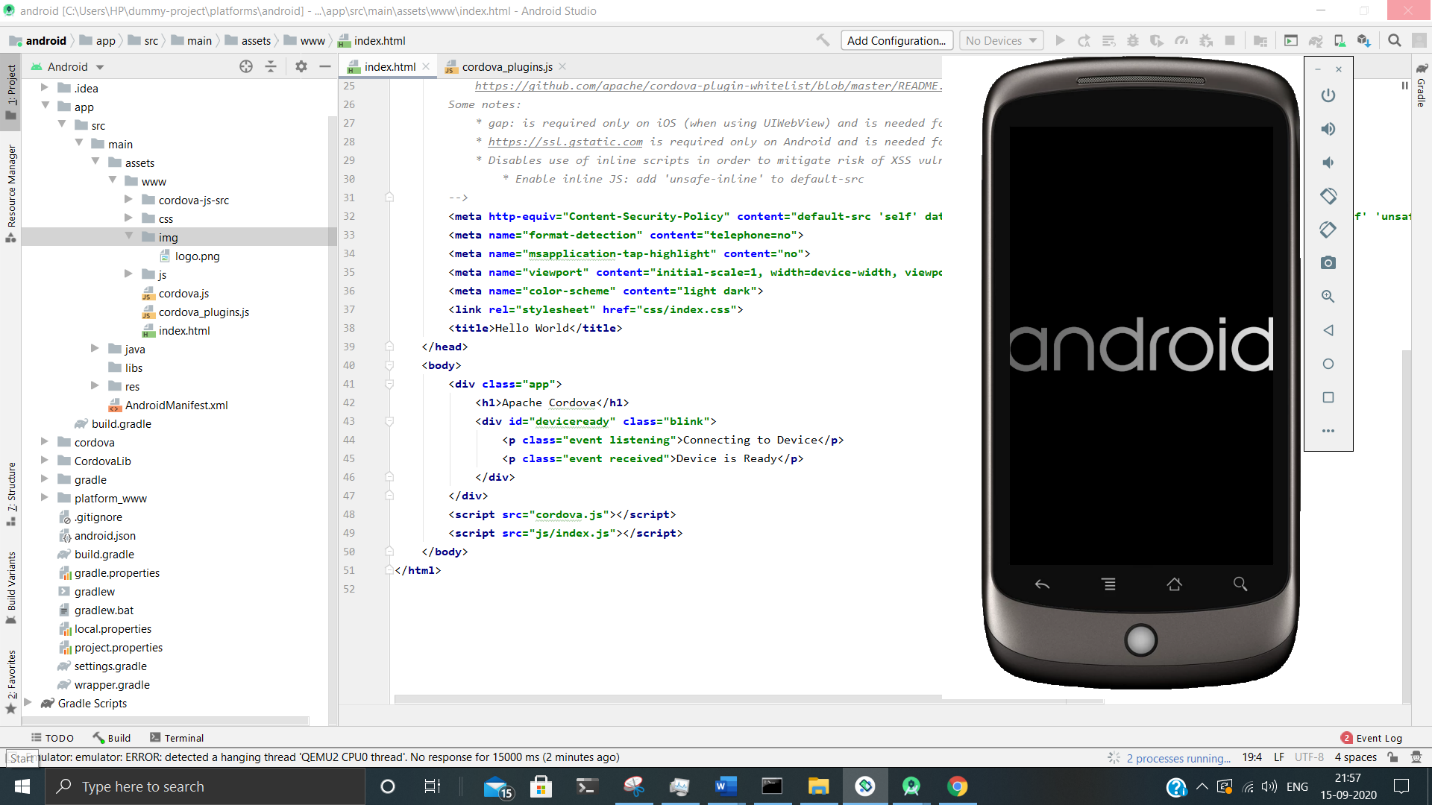 android [C:\Users\HP\dummy-project\platforms\android] - ...\app\src\main\assets\www\index.html - Android Studio
android app src main assets www index.html
Add Configuration... No Devices
Android
index.html cordova_plugins.js
1: Project
Resource Manager
7: Structure
Build Variants
2: Favorites
Gradle
.idea
app
src
main
assets
www
cordova-js-src
css
img
logo.png
js
cordova.js
cordova_plugins.js
index.html
java
libs
res
AndroidManifest.xml
build.gradle
cordova
CordovaLib
gradle
platform_www
.gitignore
android.json
build.gradle
gradle.properties
gradlew
gradlew.bat
local.properties
project.properties
settings.gradle
wrapper.gradle
Gradle Scripts
25 https://github.com/apache/cordova-plugin-whitelist/blob/master/README.
26 Some notes:
27 * gap: is required only on iOS (when using UIWebView) and is needed fo
28 * https://ssl.gstatic.com is required only on Android and is needed fo
29 * Disables use of inline scripts in order to mitigate risk of XSS vuln
30 * Enable inline JS: add 'unsafe-inline' to default-src
31 -->
32 <meta http-equiv="Content-Security-Policy" content="default-src 'self' dat f' 'unsaf
33 <meta name="format-detection" content="telephone=no">
34 <meta name="msapplication-tap-highlight" content="no">
35 <meta name="viewport" content="initial-scale=1, width=device-width, viewpo
36 <meta name="color-scheme" content="light dark">
37 <link rel="stylesheet" href="css/index.css">
38 <title>Hello World</title>
39 </head>
40 <body>
41 <div class="app">
42 <h1>Apache Cordova</h1>
43 <div id="deviceready" class="blink">
44 <p class="event listening">Connecting to Device</p>
45 <p class="event received">Device is Ready</p>
46 </div>
47 </div>
48 <script src="cordova.js"></script>
49 <script src="js/index.js"></script>
50 </body>
51 </html>
52
android
TODO Build Terminal
2 Event Log
Start ulator: emulator: ERROR: detected a hanging thread 'QEMU2 CPU0 thread'. No response for 15000 ms (2 minutes ago)
2 processes running... 19:4 LF UTF-8 4 spaces
Type here to search
15
ENG
21:57
15-09-2020